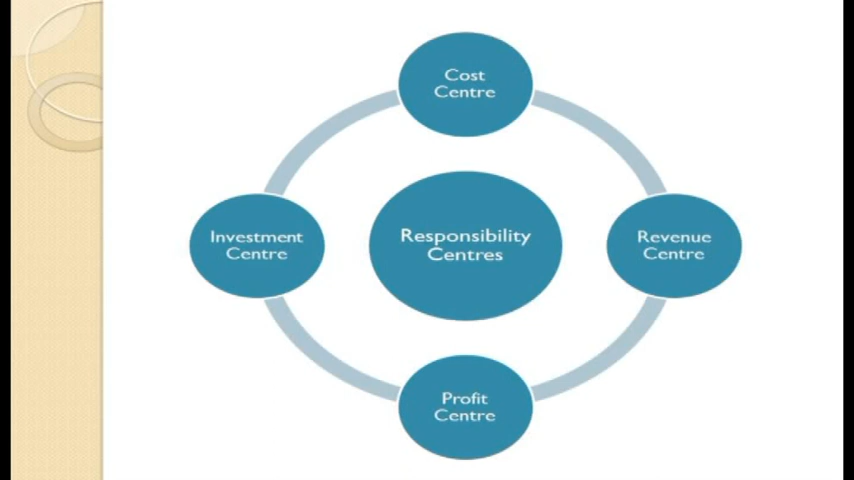 Cost
Centre
Investment
Centre
Responsibility
Centres
Revenue
Centre
Profit
Centre